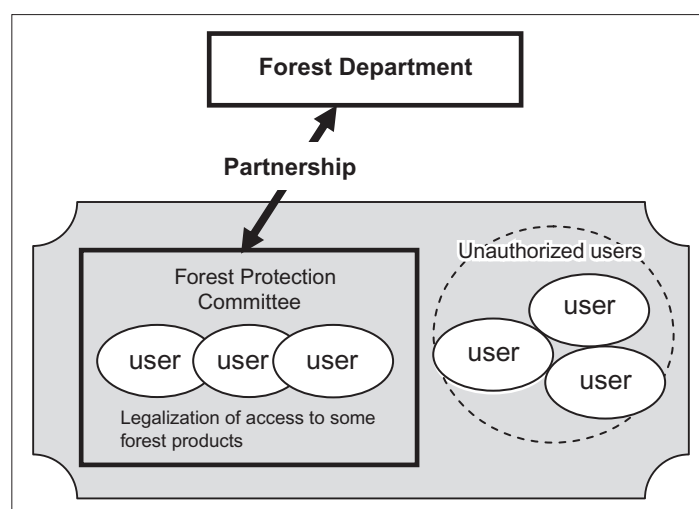 Forest Department
Partnership
Forest Protection
Committee
user user user
Legalization of access to some
forest products
Unauthorized users
user
user
user